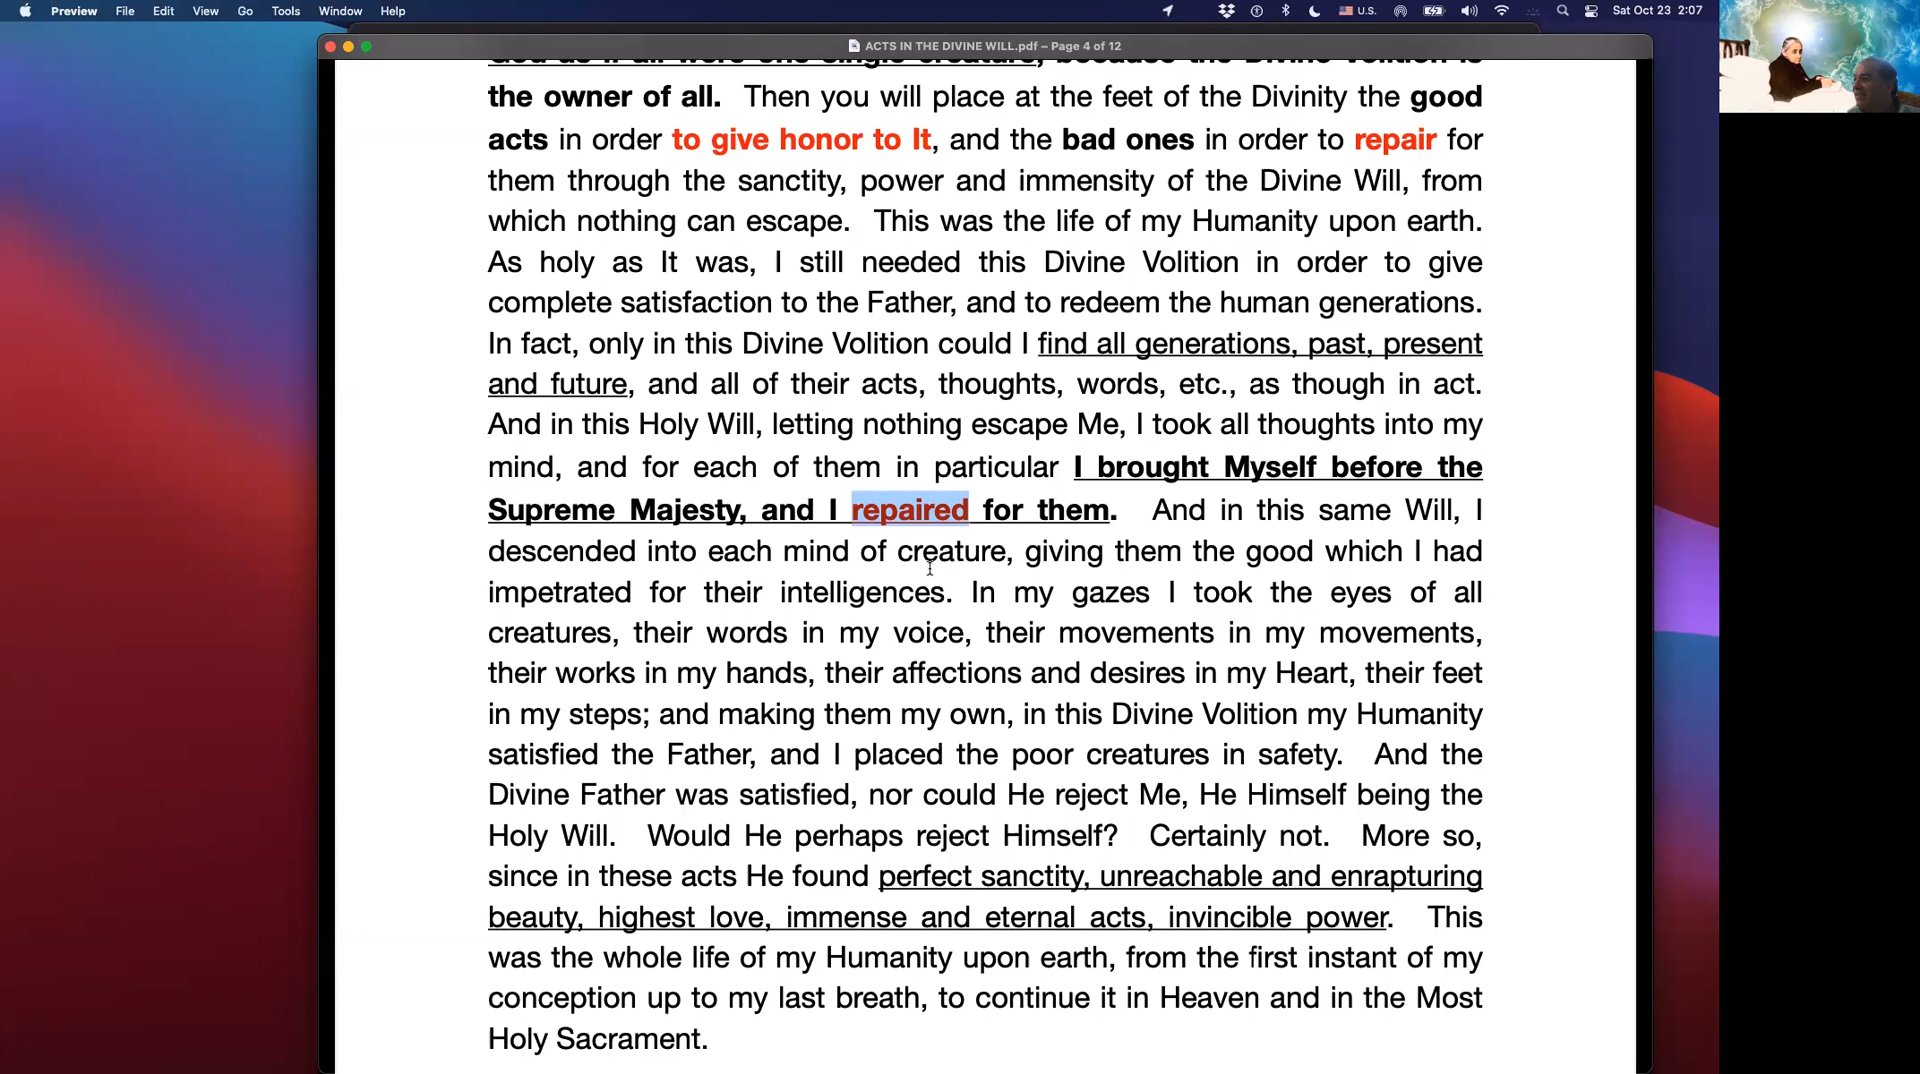 Preview File Edit View Go Tools Window Help U.S. Sat Oct 23 2:07
ACTS IN THE DIVINE WILL.pdf – Page 4 of 12
God as if all were one single creature, because the Divine Volition is
the owner of all. Then you will place at the feet of the Divinity the good
acts in order to give honor to It, and the bad ones in order to repair for
them through the sanctity, power and immensity of the Divine Will, from
which nothing can escape. This was the life of my Humanity upon earth.
As holy as It was, I still needed this Divine Volition in order to give
complete satisfaction to the Father, and to redeem the human generations.
In fact, only in this Divine Volition could I find all generations, past, present
and future, and all of their acts, thoughts, words, etc., as though in act.
And in this Holy Will, letting nothing escape Me, I took all thoughts into my
mind, and for each of them in particular I brought Myself before the
Supreme Majesty, and I repaired for them. And in this same Will, I
descended into each mind of creature, giving them the good which I had
impetrated for their intelligences. In my gazes I took the eyes of all
creatures, their words in my voice, their movements in my movements,
their works in my hands, their affections and desires in my Heart, their feet
in my steps; and making them my own, in this Divine Volition my Humanity
satisfied the Father, and I placed the poor creatures in safety. And the
Divine Father was satisfied, nor could He reject Me, He Himself being the
Holy Will. Would He perhaps reject Himself? Certainly not. More so,
since in these acts He found perfect sanctity, unreachable and enrapturing
beauty, highest love, immense and eternal acts, invincible power. This
was the whole life of my Humanity upon earth, from the first instant of my
conception up to my last breath, to continue it in Heaven and in the Most
Holy Sacrament.